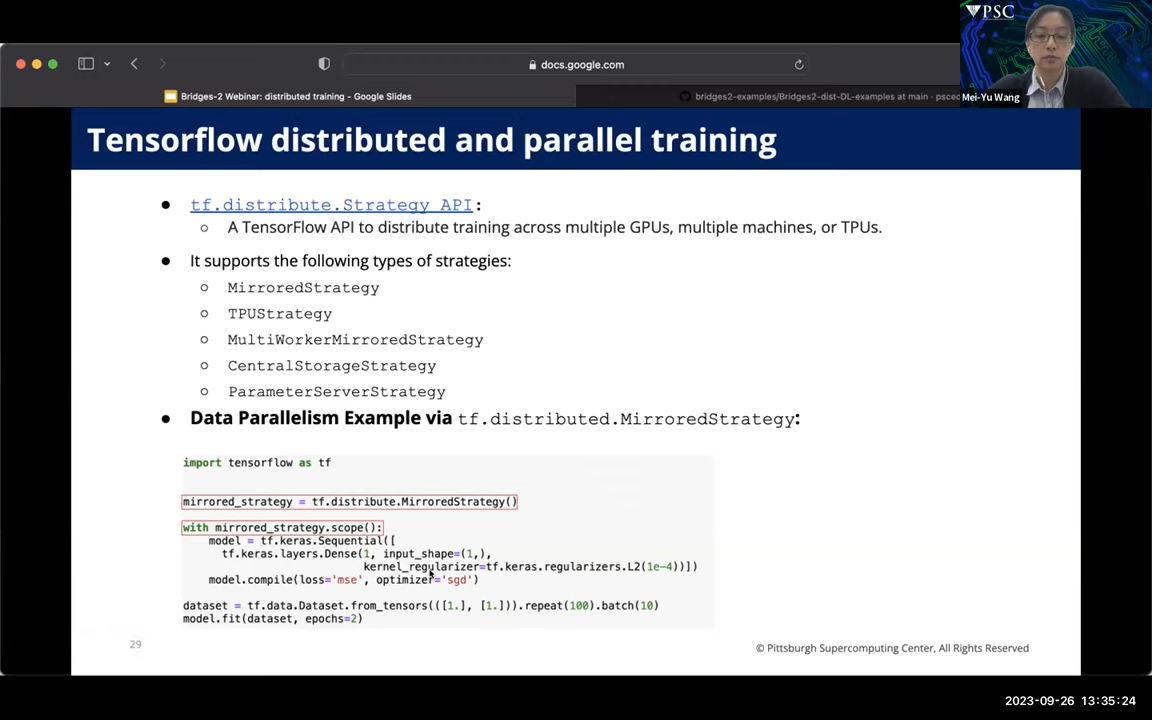 PSC
docs.google.com
Bridges-2 Webinar: distributed training - Google Slides
bridges2-examples/Bridges2-dist-DL-examples at main · psced
Mei-Yu Wang
Tensorflow distributed and parallel training
● tf.distribute.Strategy API:
○ A TensorFlow API to distribute training across multiple GPUs, multiple machines, or TPUs.
● It supports the following types of strategies:
○ MirroredStrategy
○ TPUStrategy
○ MultiWorkerMirroredStrategy
○ CentralStorageStrategy
○ ParameterServerStrategy
● Data Parallelism Example via tf.distributed.MirroredStrategy:
import tensorflow as tf
mirrored_strategy = tf.distribute.MirroredStrategy()
with mirrored_strategy.scope():
model = tf.keras.Sequential([
tf.keras.layers.Dense(1, input_shape=(1,),
kernel_regularizer=tf.keras.regularizers.L2(1e-4))])
model.compile(loss='mse', optimizer='sgd')
dataset = tf.data.Dataset.from_tensors(([1.], [1.])).repeat(100).batch(10)
model.fit(dataset, epochs=2)
29
© Pittsburgh Supercomputing Center, All Rights Reserved
2023-09-26 13:35:24